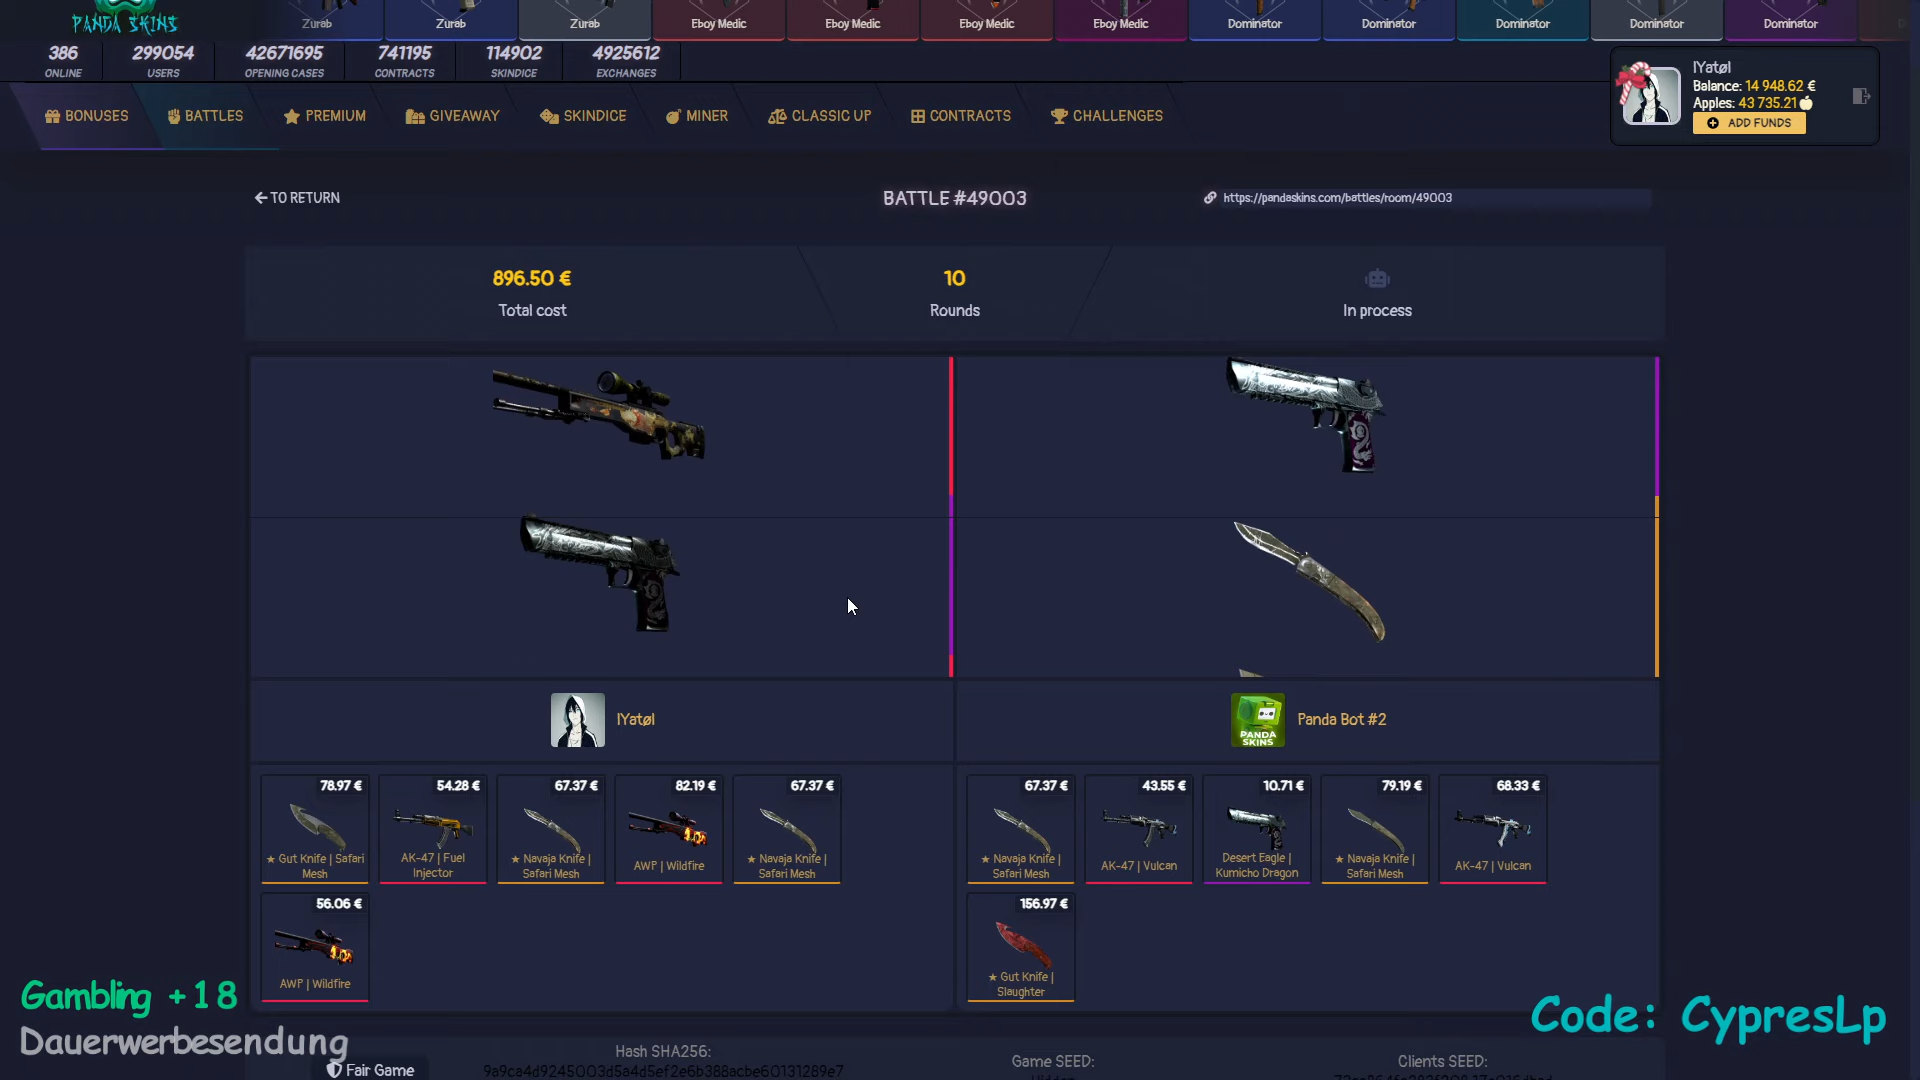 PANDA SKINS
Zurab
Zurab
Zurab
Eboy Medic
Eboy Medic
Eboy Medic
Eboy Medic
Dominator
Dominator
Dominator
Dominator
Dominator
386
ONLINE
299054
USERS
42671695
OPENING CASES
741195
CONTRACTS
114902
SKINDICE
4925612
EXCHANGES
BONUSES
BATTLES
PREMIUM
GIVEAWAY
SKINDICE
MINER
CLASSIC UP
CONTRACTS
CHALLENGES
lYatøl
Balance: 14 948.62 €
Apples: 43 735.21
ADD FUNDS
TO RETURN
BATTLE #49003
https://pandaskins.com/battles/room/49003
896.50 €
Total cost
10
Rounds
In process
lYatøl
PANDA
SKINS
Panda Bot #2
78.97 €
★ Gut Knife | Safari
Mesh
54.28 €
AK-47 | Fuel
Injector
67.37 €
★ Navaja Knife |
Safari Mesh
82.19 €
AWP | Wildfire
67.37 €
★ Navaja Knife |
Safari Mesh
56.06 €
AWP | Wildfire
67.37 €
★ Navaja Knife |
Safari Mesh
43.55 €
AK-47 | Vulcan
10.71 €
Desert Eagle |
Kumicho Dragon
79.19 €
★ Navaja Knife |
Safari Mesh
68.33 €
AK-47 | Vulcan
156.97 €
★ Gut Knife |
Slaughter
Gambling +18
Dauerwerbesendung
Code: CypresLp
Fair Game
Hash SHA256:
9a9ca4d9245003d5a4d5ef2e6b388acbe60131289e7
Game SEED:
Hidden
Clients SEED: